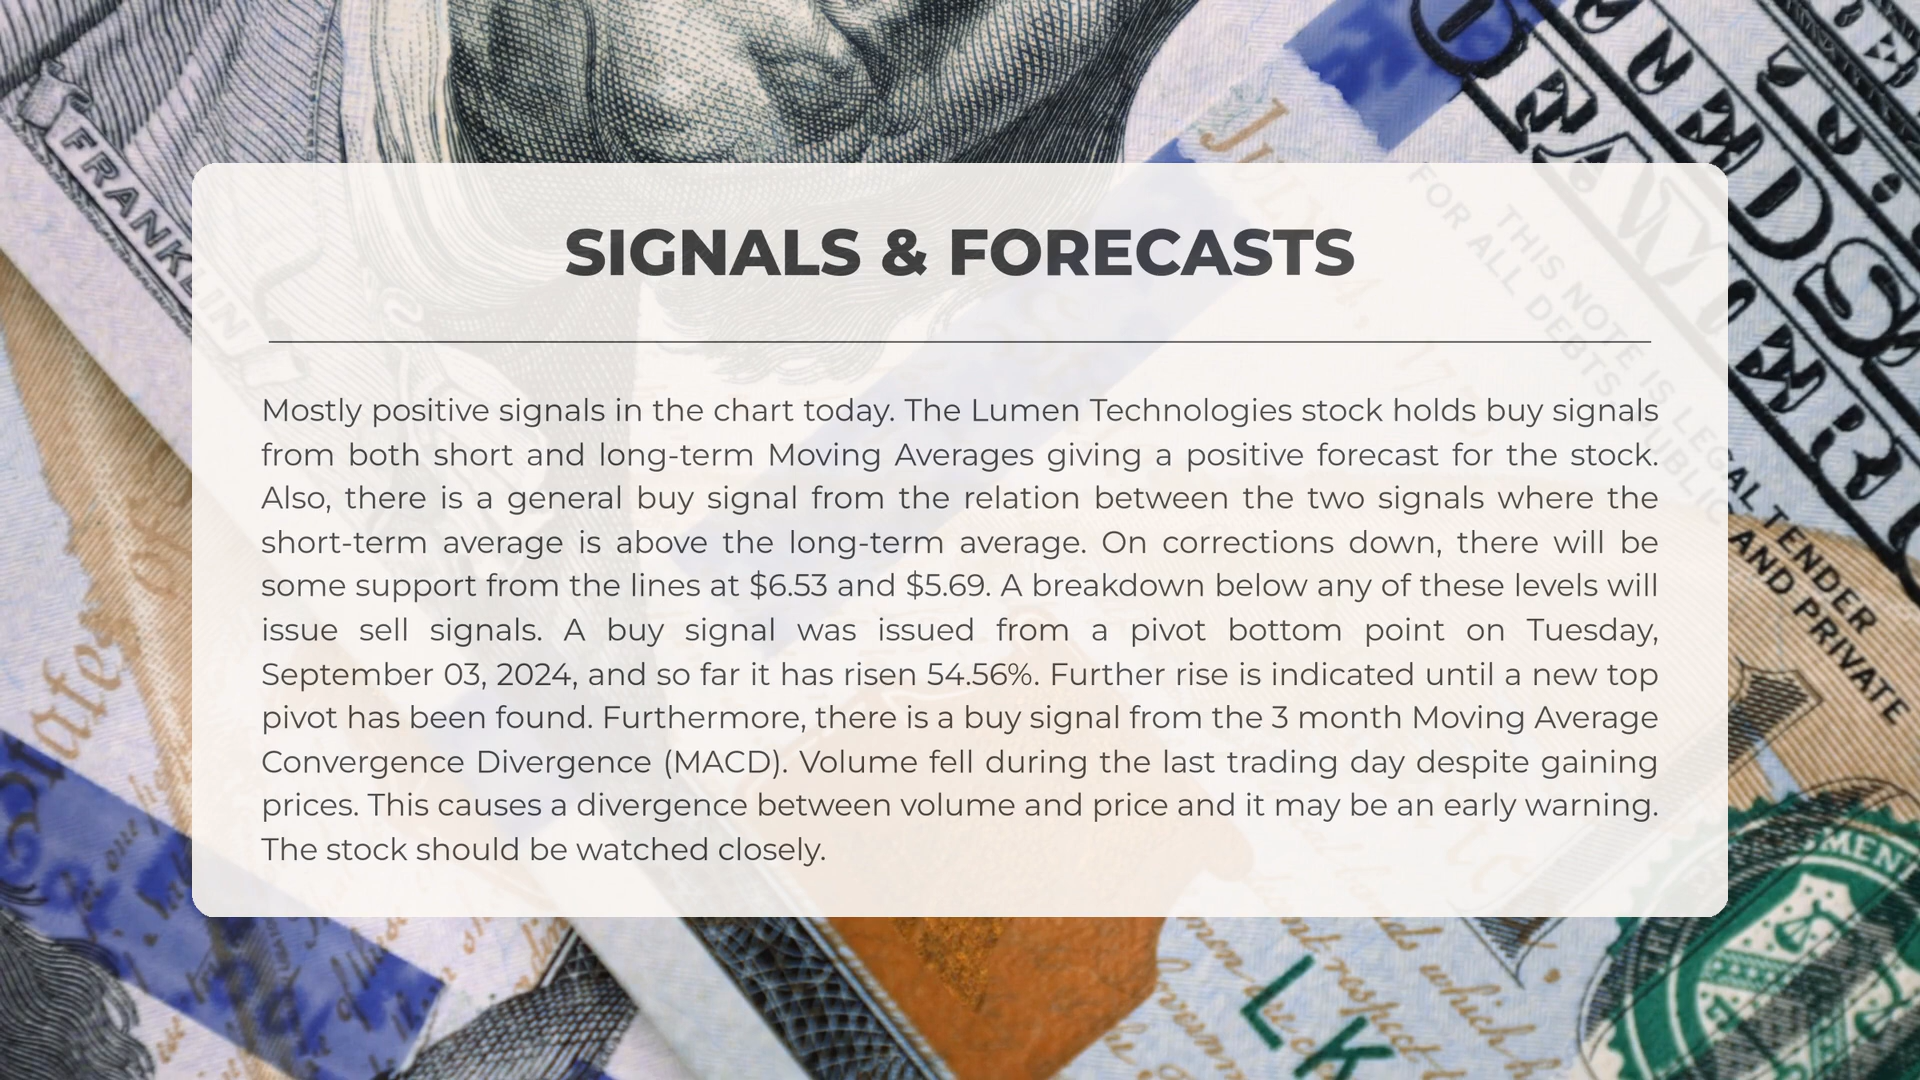 FRANKLIN
JULY 4, 1776
THIS NOTE IS LEGAL TENDER
FOR ALL DEBTS, PUBLIC AND PRIVATE
SIGNALS & FORECASTS
Mostly positive signals in the chart today. The Lumen Technologies stock holds buy signals
from both short and long-term Moving Averages giving a positive forecast for the stock.
Also, there is a general buy signal from the relation between the two signals where the
short-term average is above the long-term average. On corrections down, there will be
some support from the lines at $6.53 and $5.69. A breakdown below any of these levels will
issue sell signals. A buy signal was issued from a pivot bottom point on Tuesday,
September 03, 2024, and so far it has risen 54.56%. Further rise is indicated until a new top
pivot has been found. Furthermore, there is a buy signal from the 3 month Moving Average
Convergence Divergence (MACD). Volume fell during the last trading day despite gaining
prices. This causes a divergence between volume and price and it may be an early warning.
The stock should be watched closely.
L K